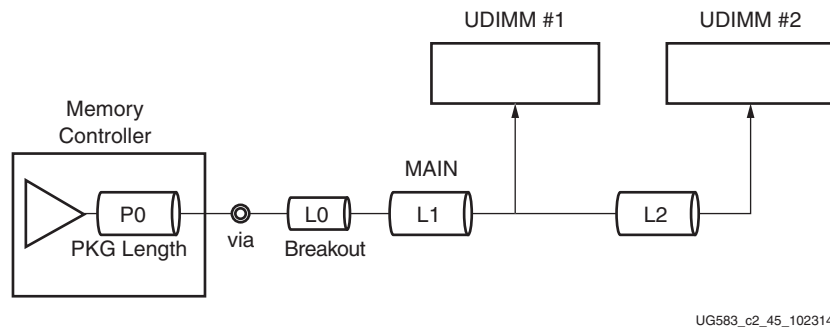 UDIMM #1
UDIMM #2
Memory
Controller
MAIN
P0
L0
L1
L2
PKG Length
via
Breakout
UG583_c2_45_102314